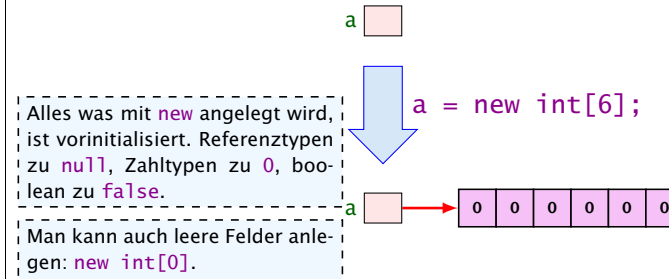 a
a = new int[6];
Alles was mit new angelegt wird,
ist vorinitialisiert. Referenztypen
zu null, Zahltypen zu 0, boo-
lean zu false.
a
0 0 0 0 0 0
Man kann auch leere Felder anle-
gen: new int[0].